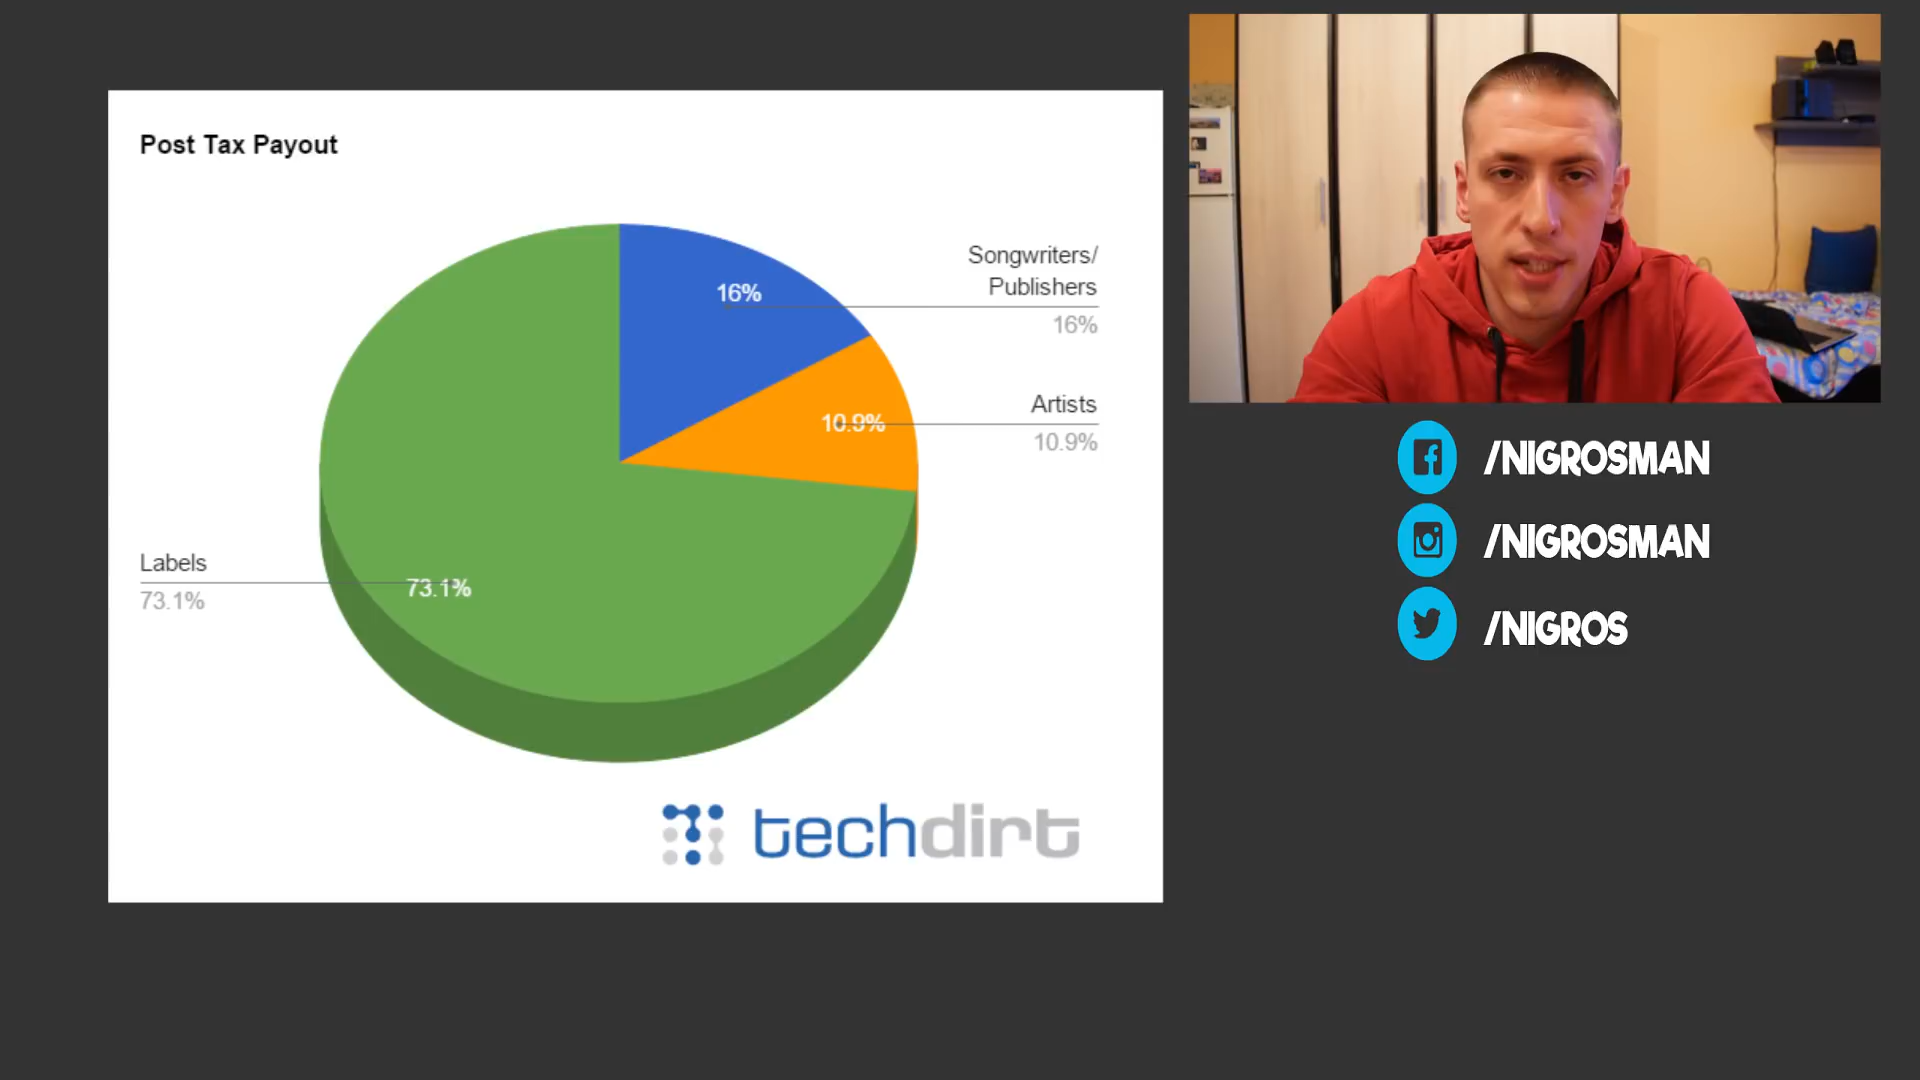 Post Tax Payout
16%
Songwriters/
Publishers
16%
10.9%
Artists
10.9%
Labels
73.1%
73.1%
techdirt
/NIGROSMAN
/NIGROSMAN
/NIGROS